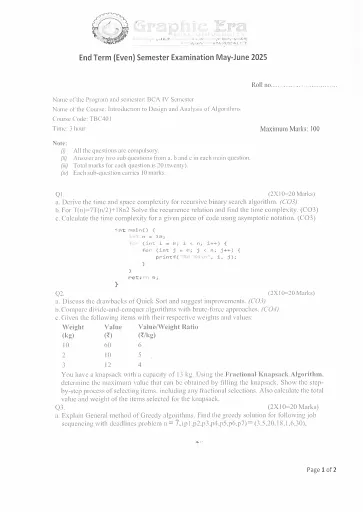 Graphic Era
End Term (Even) Semester Examination May-June 2025
Roll no.
Name of the Program and semester: BCA IV Semester
Name of the Course: Introduction to Design and Analysis of Algorithms
Course Code: TBC401
Time: 3 hour Maximum Marks: 100
Note:
(i) All the questions are compulsory.
(ii) Answer any two sub questions from a, b and c in each main question.
(iii) Total marks for each question is 20 (twenty).
(iv) Each sub-question carries 10 marks.
Q1. (2X10=20 Marks)
a. Derive the time and space complexity for recursive binary search algorithm. (CO3)
b. For T(n)=7T(n/2)+18n2 Solve the recurrence relation and find the time complexity. (CO3)
c. Calculate the time complexity for a given piece of code using asymptotic notation. (CO3)
int main() {
int n = 10;
for (int i = 0; i < n; i++) {
for (int j = 0; j < n; j++) {
i, j);
}
}
return 0;
}
Q2. (2X10=20 Marks)
a. Discuss the drawbacks of Quick Sort and suggest improvements. (CO3)
b. Compare divide-and-conquer algorithms with brute-force approaches. (CO4)
c. Given the following items with their respective weights and values:
Weight Value Value/Weight Ratio
(kg) (₹) (₹/kg)
10 60 6
2 10 5
3 12 4
You have a knapsack with a capacity of 13 kg. Using the Fractional Knapsack Algorithm,
determine the maximum value that can be obtained by filling the knapsack. Show the step-
by-step process of selecting items, including any fractional selections. Also calculate the total
value and weight of the items selected for the knapsack.
Q3. (2X10=20 Marks)
a. Explain General method of Greedy algorithms. Find the greedy solution for following job
sequencing with deadlines problem n = 7, (p1,p2,p3,p4,p5,p6,p7)= (3,5,20,18,1,6,30),
Page 1 of 2